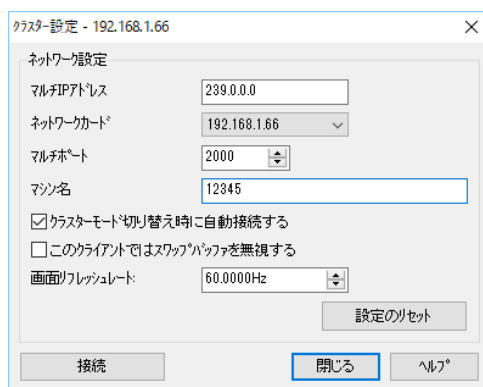 クラスター設定 - 192.168.1.66
ネットワーク設定
マルチIPアドレス 239.0.0.0
ネットワークカード 192.168.1.66
マルチポート 2000
マシン名 12345
クラスターモード切り替え時に自動接続する
このクライアントではスワップバッファを無視する
画面リフレッシュレート: 60.0000Hz
設定のリセット
接続 閉じる ヘルプ